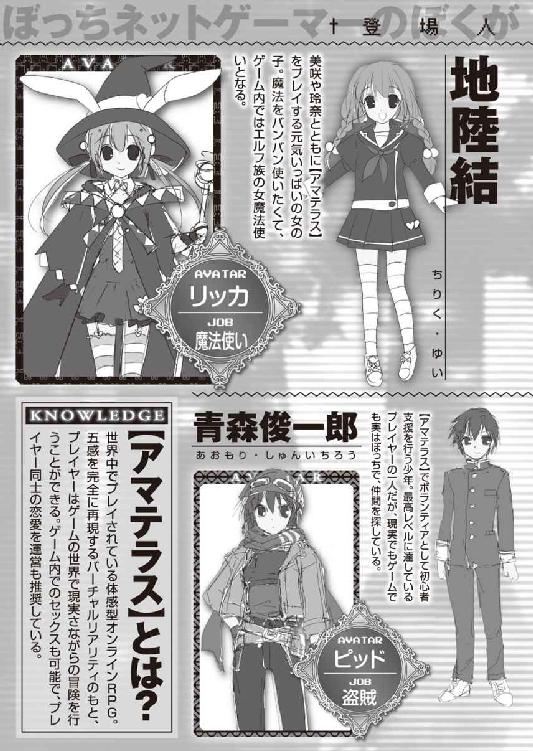 ぼっちネットゲーマーのぼくが
†登場人
地陸結
ちりく・ゆい
美咲や玲奈とともに【アマテラス】
をプレイする元気いっぱいの女の
子。魔法をバンバン使いたくて、
ゲーム内ではエルフ族の女魔法使
いとなる。
AVATAR
AVATAR
リッカ
JOB
魔法使い
青森俊一郎
あおもり・しゅんいちろう
【アマテラス】でボランティアとして初心者
支援を行う少年。最高レベルに達している
プレイヤーの一人だが、現実でもゲームで
も実はぼっちで、仲間を探している。
AVATAR
AVATAR
ピッド
JOB
盗賊
KNOWLEDGE
【アマテラス】とは?
世界中でプレイされている体感型オンラインRPG。
五感を完全に再現するバーチャルリアリティのもと、
プレイヤーはゲームの世界で現実さながらの冒険を行
うことができる。ゲーム内でのセックスも可能で、プレ
イヤー同士の恋愛を運営も推奨している。